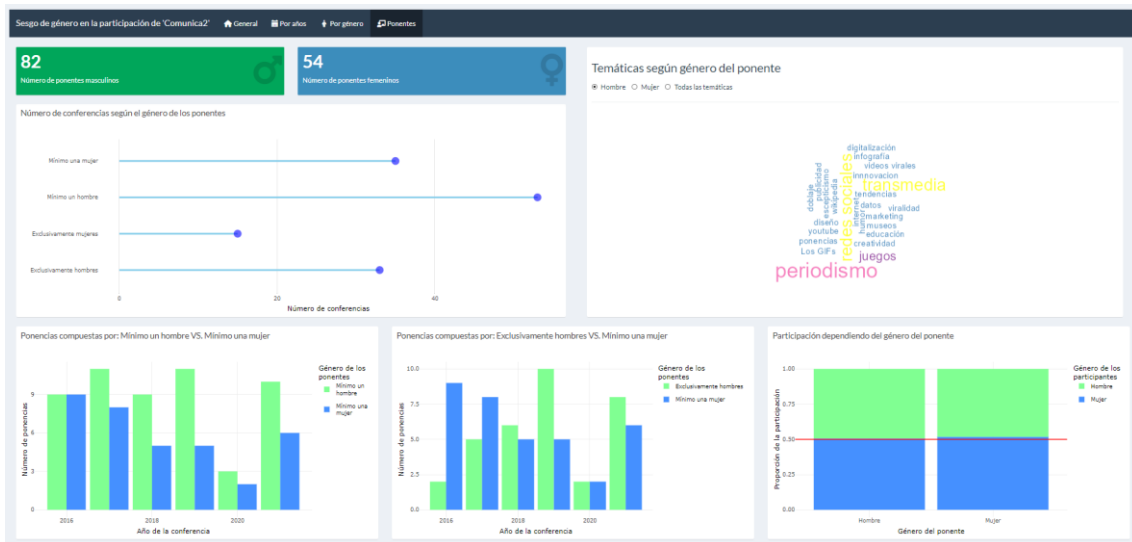 Sesgo de género en la participación de 'Comunica2' General Por años Por género Ponentes
82
Número de ponentes masculinos
54
Número de ponentes femeninos
Temáticas según género del ponente
Hombre Mujer Todas las temáticas
digitalización
infografía
videos virales
innnovacion
transmedia
tendencias
datos
viralidad
marketing
museos
educación
creatividad
juegos
periodismo
redes sociales
internet
humor
doblaje
publicidad
escepticismo
wikipedia
diseño
youtube
ponencias
Los GIFs
Número de conferencias según el género de los ponentes
Mínimo una mujer
Mínimo un hombre
Exclusivamente mujeres
Exclusivamente hombres
0 20 40
Número de conferencias
Ponencias compuestas por: Mínimo un hombre VS. Mínimo una mujer
Número de ponencias
9
6
3
0
2016 2018 2020
Año de la conferencia
Género de los
ponentes
Mínimo un
hombre
Mínimo una
mujer
Ponencias compuestas por: Exclusivamente hombres VS. Mínimo una mujer
Número de ponencias
10.0
7.5
5.0
2.5
0.0
2016 2018 2020
Año de la conferencia
Género de los
ponentes
Exclusivamente hombres
Mínimo una mujer
Participación dependiendo del género del ponente
Proporción de la participación
1.00
0.75
0.50
0.25
0.00
Hombre Mujer
Género del ponente
Género de los
participantes
Hombre
Mujer